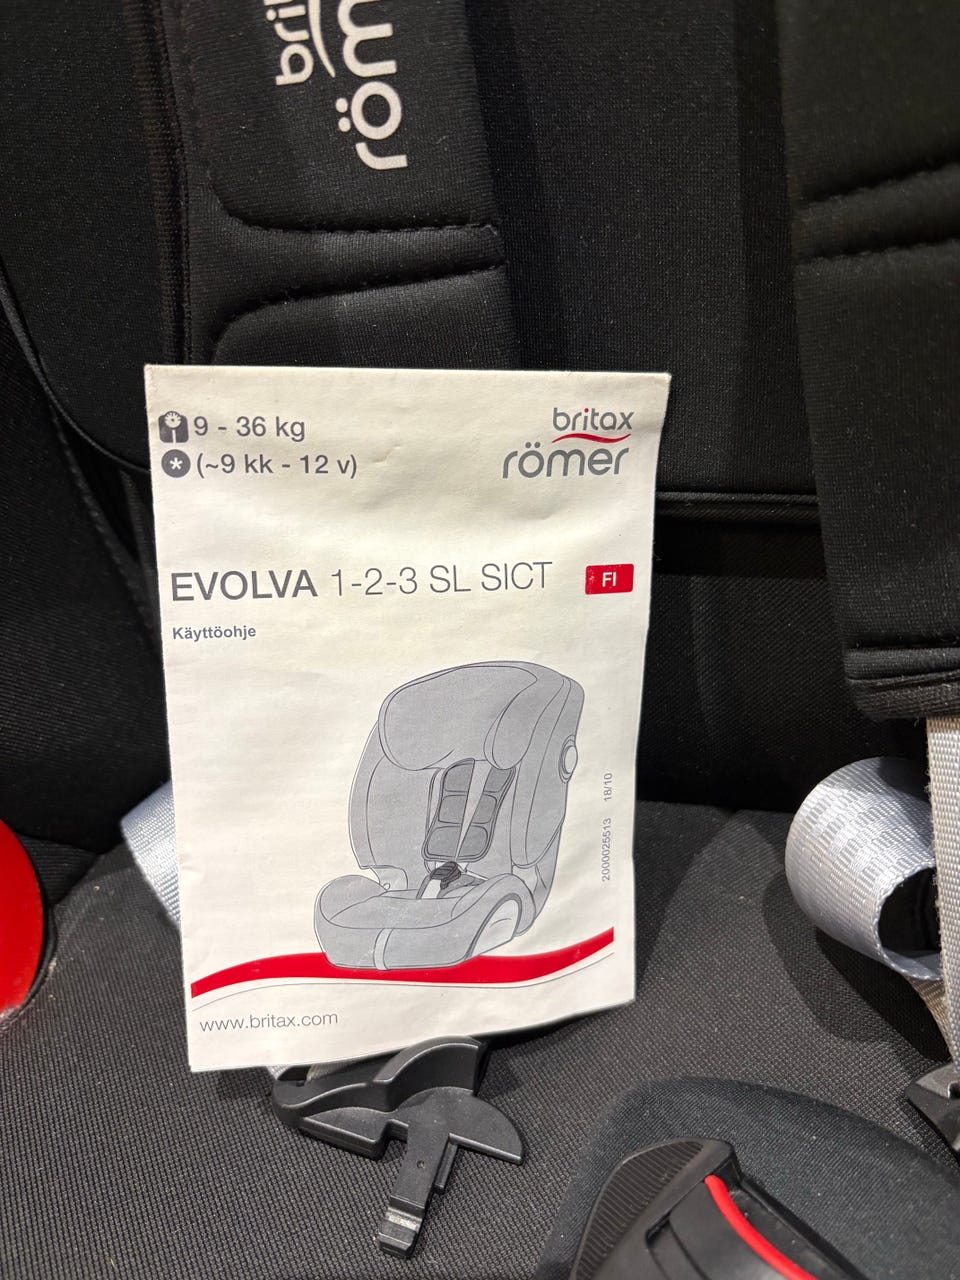 britax
römer
9 - 36 kg
(~9 kk - 12 v)
britax
römer
EVOLVA 1-2-3 SL SICT
FI
Käyttöohje
2000025513 18/10
www.britax.com